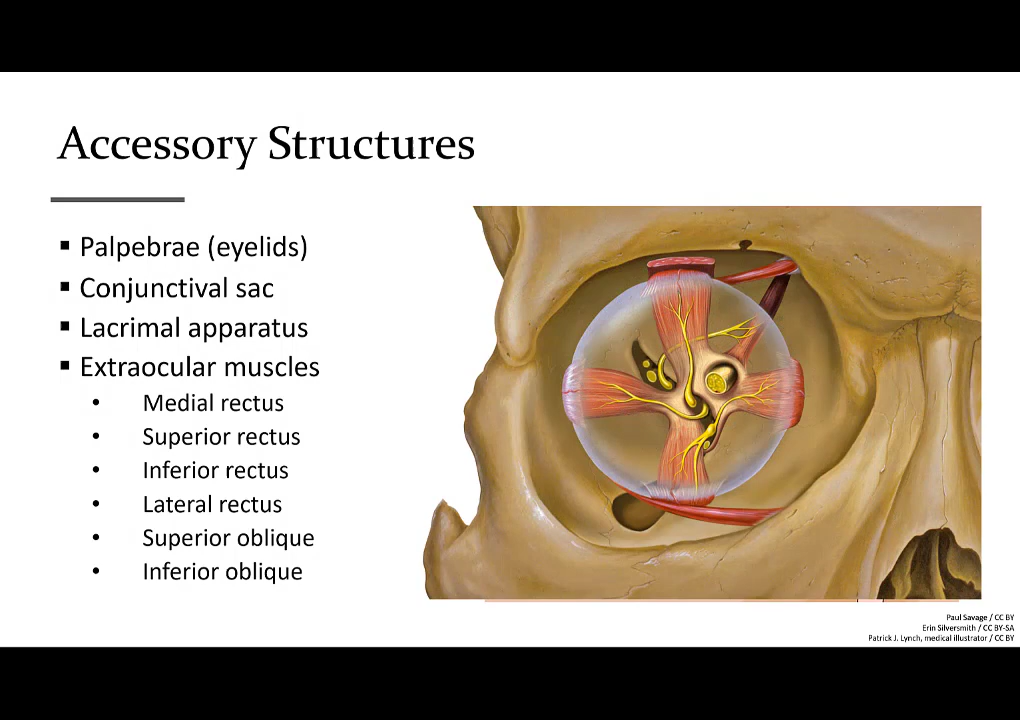 Accessory Structures
▪ Palpebrae (eyelids)
▪ Conjunctival sac
▪ Lacrimal apparatus
▪ Extraocular muscles
• Medial rectus
• Superior rectus
• Inferior rectus
• Lateral rectus
• Superior oblique
• Inferior oblique
Paul Savage / CC BY
Erin Silversmith / CC BY-SA
Patrick J. Lynch, medical illustrator / CC BY